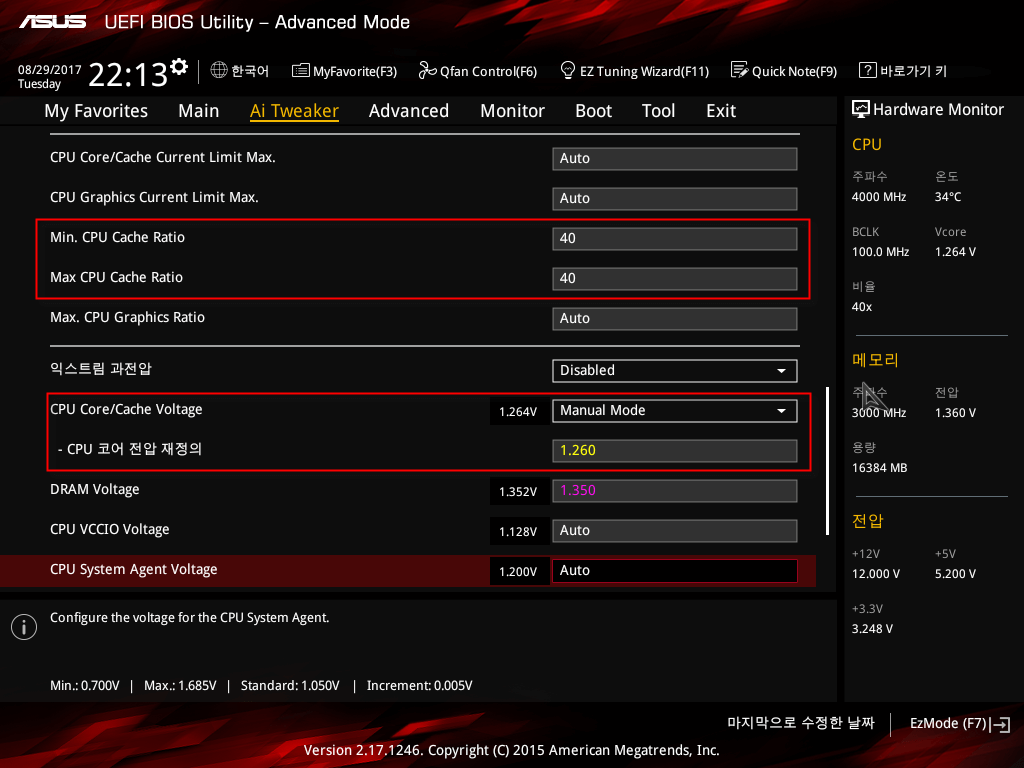 ASUS UEFI BIOS Utility – Advanced Mode
08/29/2017
Tuesday
22:13
한국어
MyFavorite(F3)
Qfan Control(F6)
EZ Tuning Wizard(F11)
Quick Note(F9)
? 바로가기 키
My Favorites Main Ai Tweaker Advanced Monitor Boot Tool Exit
CPU Core/Cache Current Limit Max. Auto
CPU Graphics Current Limit Max. Auto
Min. CPU Cache Ratio 40
Max CPU Cache Ratio 40
Max. CPU Graphics Ratio Auto
익스트림 과전압 Disabled
CPU Core/Cache Voltage 1.264V Manual Mode
- CPU 코어 전압 재정의 1.260
DRAM Voltage 1.352V 1.350
CPU VCCIO Voltage 1.128V Auto
CPU System Agent Voltage 1.200V Auto
Configure the voltage for the CPU System Agent.
Min.: 0.700V | Max.: 1.685V | Standard: 1.050V | Increment: 0.005V
Hardware Monitor
CPU
주파수 온도
4000 MHz 34°C
BCLK Vcore
100.0 MHz 1.264 V
비율
40x
메모리
주파수 전압
3000 MHz 1.360 V
용량
16384 MB
전압
+12V +5V
12.000 V 5.200 V
+3.3V
3.248 V
마지막으로 수정한 날짜
EzMode (F7)
Version 2.17.1246. Copyright (C) 2015 American Megatrends, Inc.